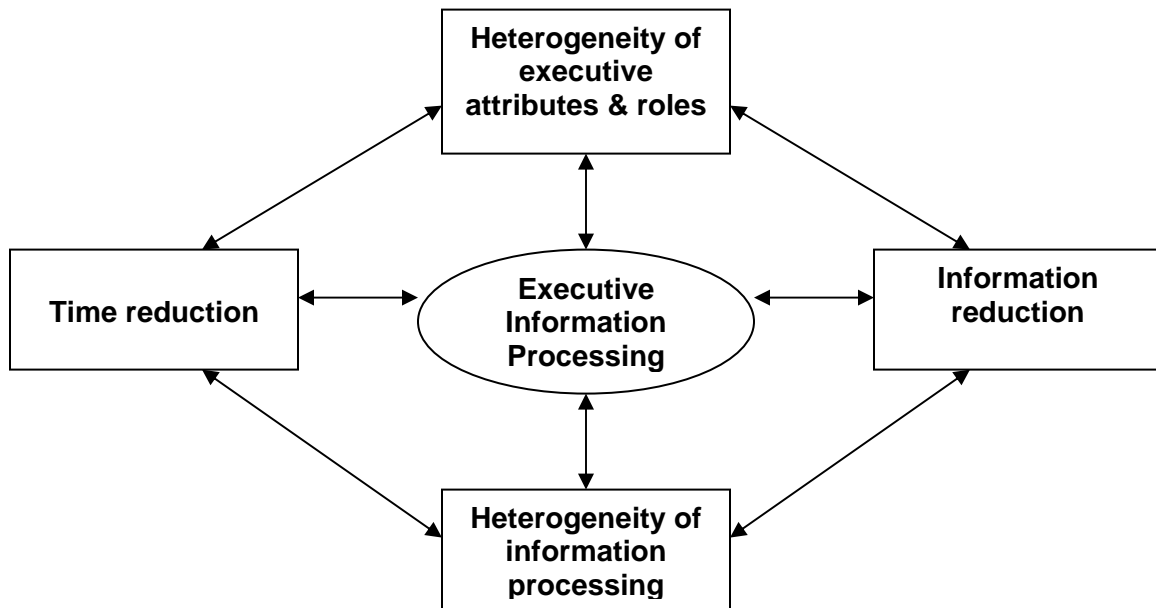 Heterogeneity of
executive
attributes & roles
Time reduction
Executive
Information
Processing
Information
reduction
Heterogeneity of
information
processing